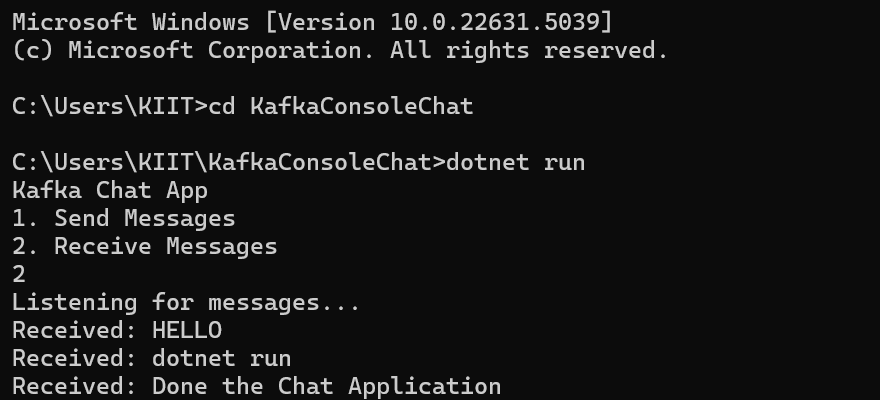 Microsoft Windows [Version 10.0.22631.5039]
(c) Microsoft Corporation. All rights reserved.
C:\Users\KIIT>cd KafkaConsoleChat
C:\Users\KIIT\KafkaConsoleChat>dotnet run
Kafka Chat App
1. Send Messages
2. Receive Messages
2
Listening for messages...
Received: HELLO
Received: dotnet run
Received: Done the Chat Application